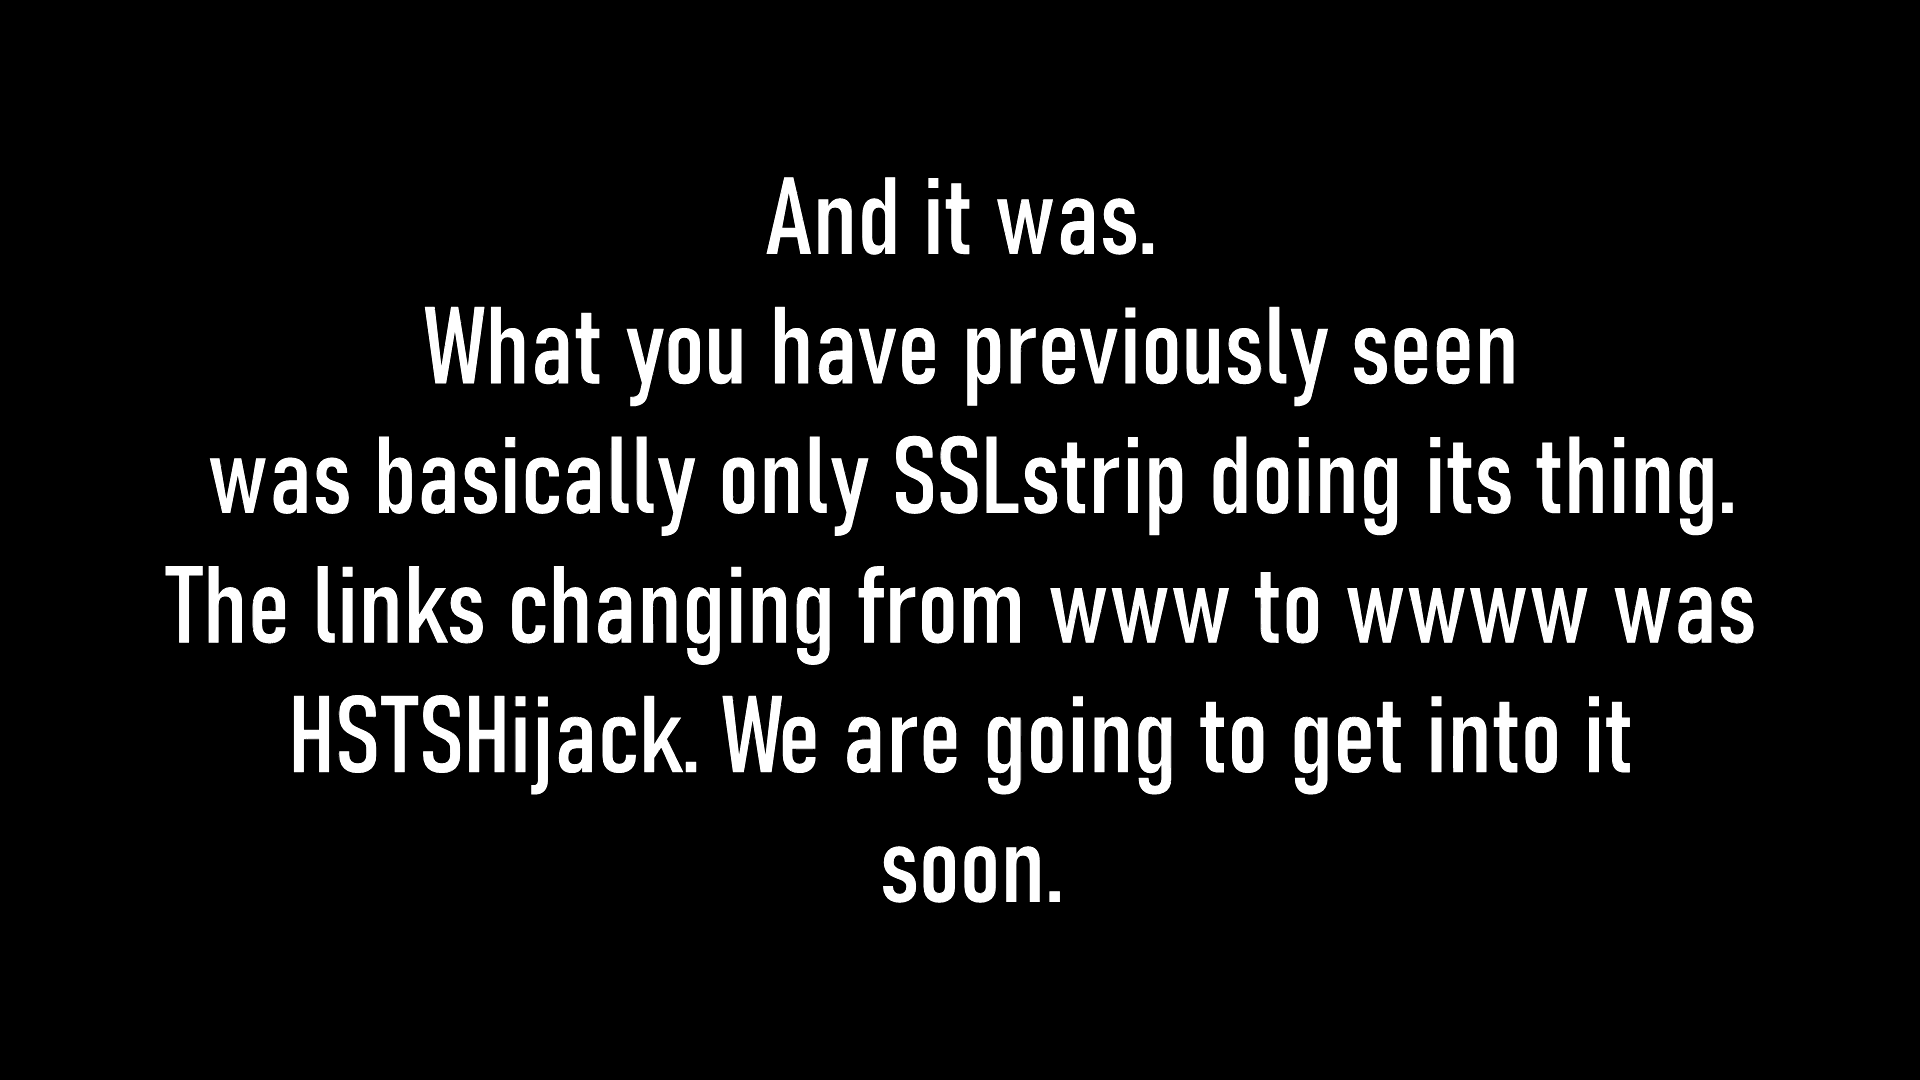 And it was.
What you have previously seen
was basically only SSLstrip doing its thing.
The links changing from www to wwww was
HSTSHijack. We are going to get into it
soon.